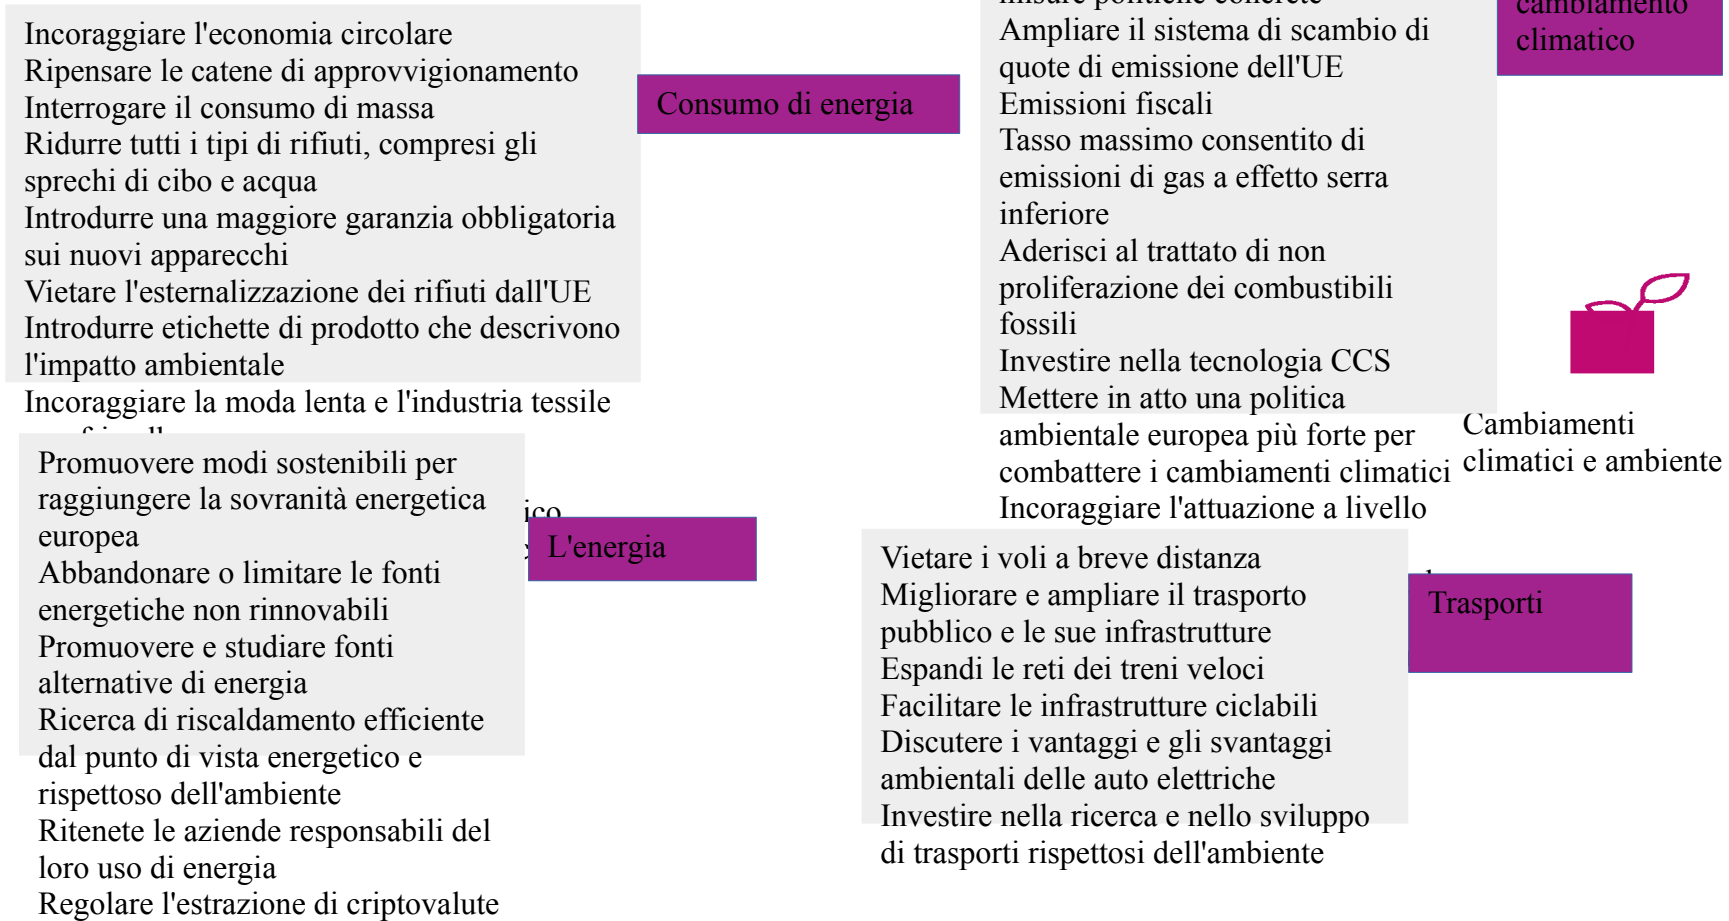 Incoraggiare l'economia circolare
Ripensare le catene di approvvigionamento
Interrogare il consumo di massa
Ridurre tutti i tipi di rifiuti, compresi gli
sprechi di cibo e acqua
Introdurre una maggiore garanzia obbligatoria
sui nuovi apparecchi
Vietare l'esternalizzazione dei rifiuti dall'UE
Introdurre etichette di prodotto che descrivono
l'impatto ambientale
Incoraggiare la moda lenta e l'industria tessile
Consumo di energia
Promuovere modi sostenibili per
raggiungere la sovranità energetica
europea
Abbandonare o limitare le fonti
energetiche non rinnovabili
Promuovere e studiare fonti
alternative di energia
Ricerca di riscaldamento efficiente
dal punto di vista energetico e
rispettoso dell'ambiente
Ritenete le aziende responsabili del
loro uso di energia
Regolare l'estrazione di criptovalute
L'energia
misure politiche concrete
Ampliare il sistema di scambio di
quote di emissione dell'UE
Emissioni fiscali
Tasso massimo consentito di
emissioni di gas a effetto serra
inferiore
Aderisci al trattato di non
proliferazione dei combustibili
fossili
Investire nella tecnologia CCS
Mettere in atto una politica
ambientale europea più forte per
combattere i cambiamenti climatici
Incoraggiare l'attuazione a livello
cambiamento
climatico
Cambiamenti
climatici e ambiente
Vietare i voli a breve distanza
Migliorare e ampliare il trasporto
pubblico e le sue infrastrutture
Espandi le reti dei treni veloci
Facilitare le infrastrutture ciclabili
Discutere i vantaggi e gli svantaggi
ambientali delle auto elettriche
Investire nella ricerca e nello sviluppo
di trasporti rispettosi dell'ambiente
Trasporti